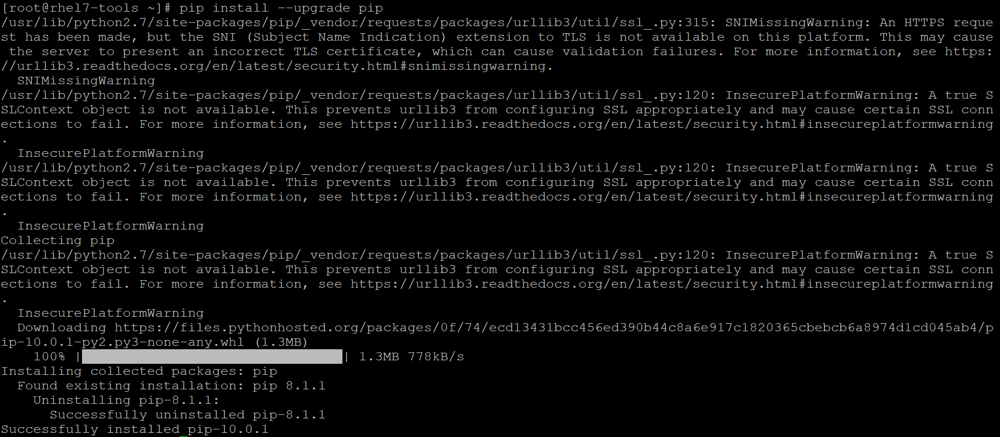 [root@rhel7-tools ~]# pip install --upgrade pip
/usr/lib/python2.7/site-packages/pip/_vendor/requests/packages/urllib3/util/ssl_.py:315: SNIMissingWarning: An HTTPS reque
st has been made, but the SNI (Subject Name Indication) extension to TLS is not available on this platform. This may cause
 the server to present an incorrect TLS certificate, which can cause validation failures. For more information, see https:
//urllib3.readthedocs.org/en/latest/security.html#snimissingwarning.
  SNIMissingWarning
/usr/lib/python2.7/site-packages/pip/_vendor/requests/packages/urllib3/util/ssl_.py:120: InsecurePlatformWarning: A true S
SLContext object is not available. This prevents urllib3 from configuring SSL appropriately and may cause certain SSL conn
ections to fail. For more information, see https://urllib3.readthedocs.org/en/latest/security.html#insecureplatformwarning
.
  InsecurePlatformWarning
/usr/lib/python2.7/site-packages/pip/_vendor/requests/packages/urllib3/util/ssl_.py:120: InsecurePlatformWarning: A true S
SLContext object is not available. This prevents urllib3 from configuring SSL appropriately and may cause certain SSL conn
ections to fail. For more information, see https://urllib3.readthedocs.org/en/latest/security.html#insecureplatformwarning
.
  InsecurePlatformWarning
Collecting pip
/usr/lib/python2.7/site-packages/pip/_vendor/requests/packages/urllib3/util/ssl_.py:120: InsecurePlatformWarning: A true S
SLContext object is not available. This prevents urllib3 from configuring SSL appropriately and may cause certain SSL conn
ections to fail. For more information, see https://urllib3.readthedocs.org/en/latest/security.html#insecureplatformwarning
.
  InsecurePlatformWarning
  Downloading https://files.pythonhosted.org/packages/0f/74/ecd13431bcc456ed390b44c8a6e917c1820365cbebcb6a8974d1cd045ab4/p
ip-10.0.1-py2.py3-none-any.whl (1.3MB)
    100% || 1.3MB 778kB/s
Installing collected packages: pip
  Found existing installation: pip 8.1.1
    Uninstalling pip-8.1.1:
      Successfully uninstalled pip-8.1.1
Successfully installed pip-10.0.1